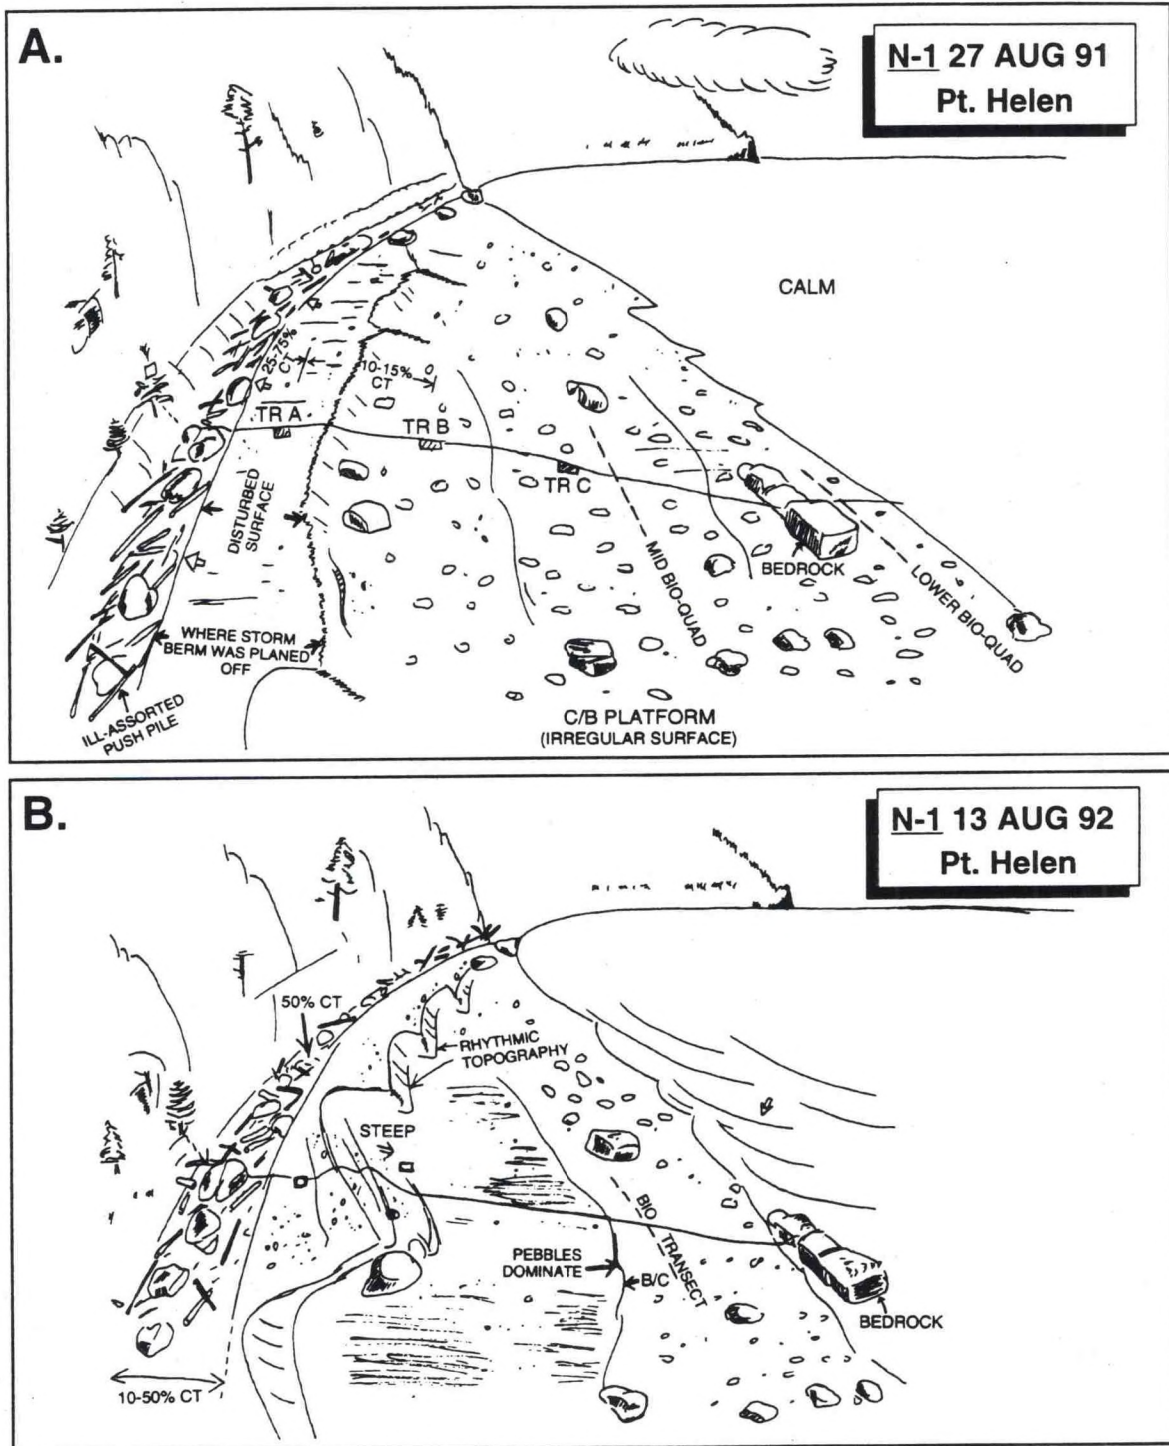 A.
N-1 27 AUG 91
Pt. Helen
CALM
25-75%
CT
10-15%
CT
TR A
TR B
TR C
DISTURBED
SURFACE
MID BIO-QUAD
BEDROCK
LOWER BIO-QUAD
WHERE STORM
BERM WAS PLANED
OFF
ILL-ASSORTED
PUSH PILE
C/B PLATFORM
(IRREGULAR SURFACE)
B.
N-1 13 AUG 92
Pt. Helen
50% CT
RHYTHMIC
TOPOGRAPHY
STEEP
BIO TRANSECT
PEBBLES
DOMINATE
B/C
BEDROCK
10-50% CT